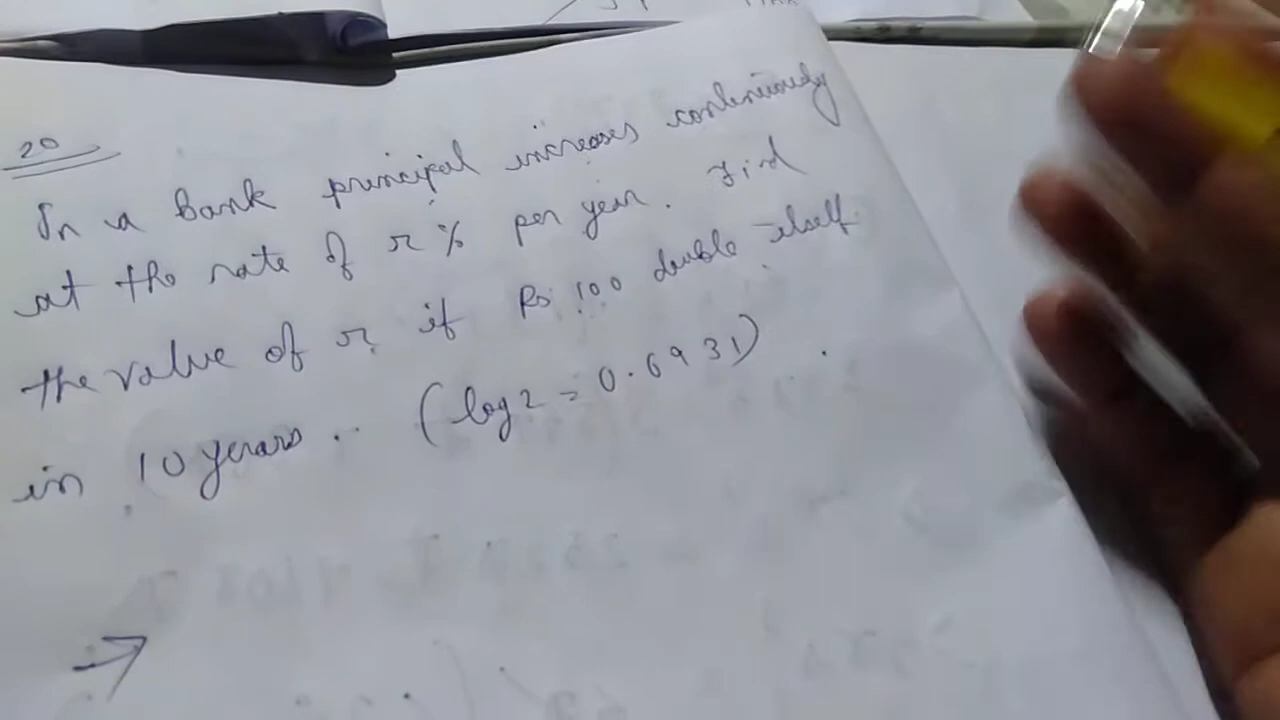 20
In a bank principal increases continuously
at the rate of r % per year. Find
the value of r if Rs 100 double itself
in 10 years. (log 2 = 0.6931)
→